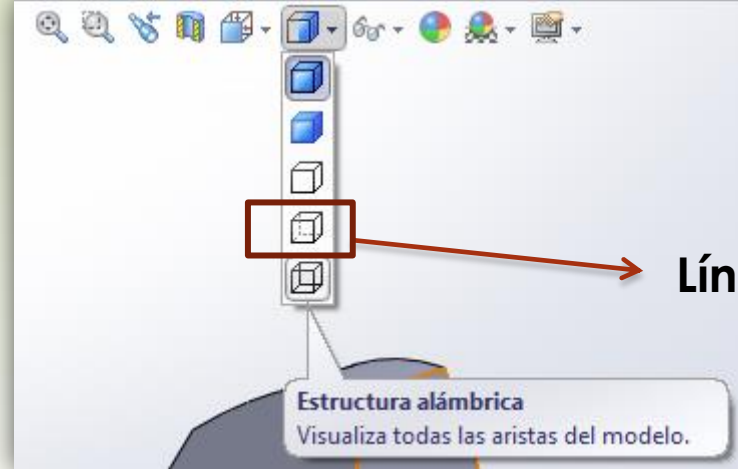 Lín
Estructura alámbrica
Visualiza todas las aristas del modelo.